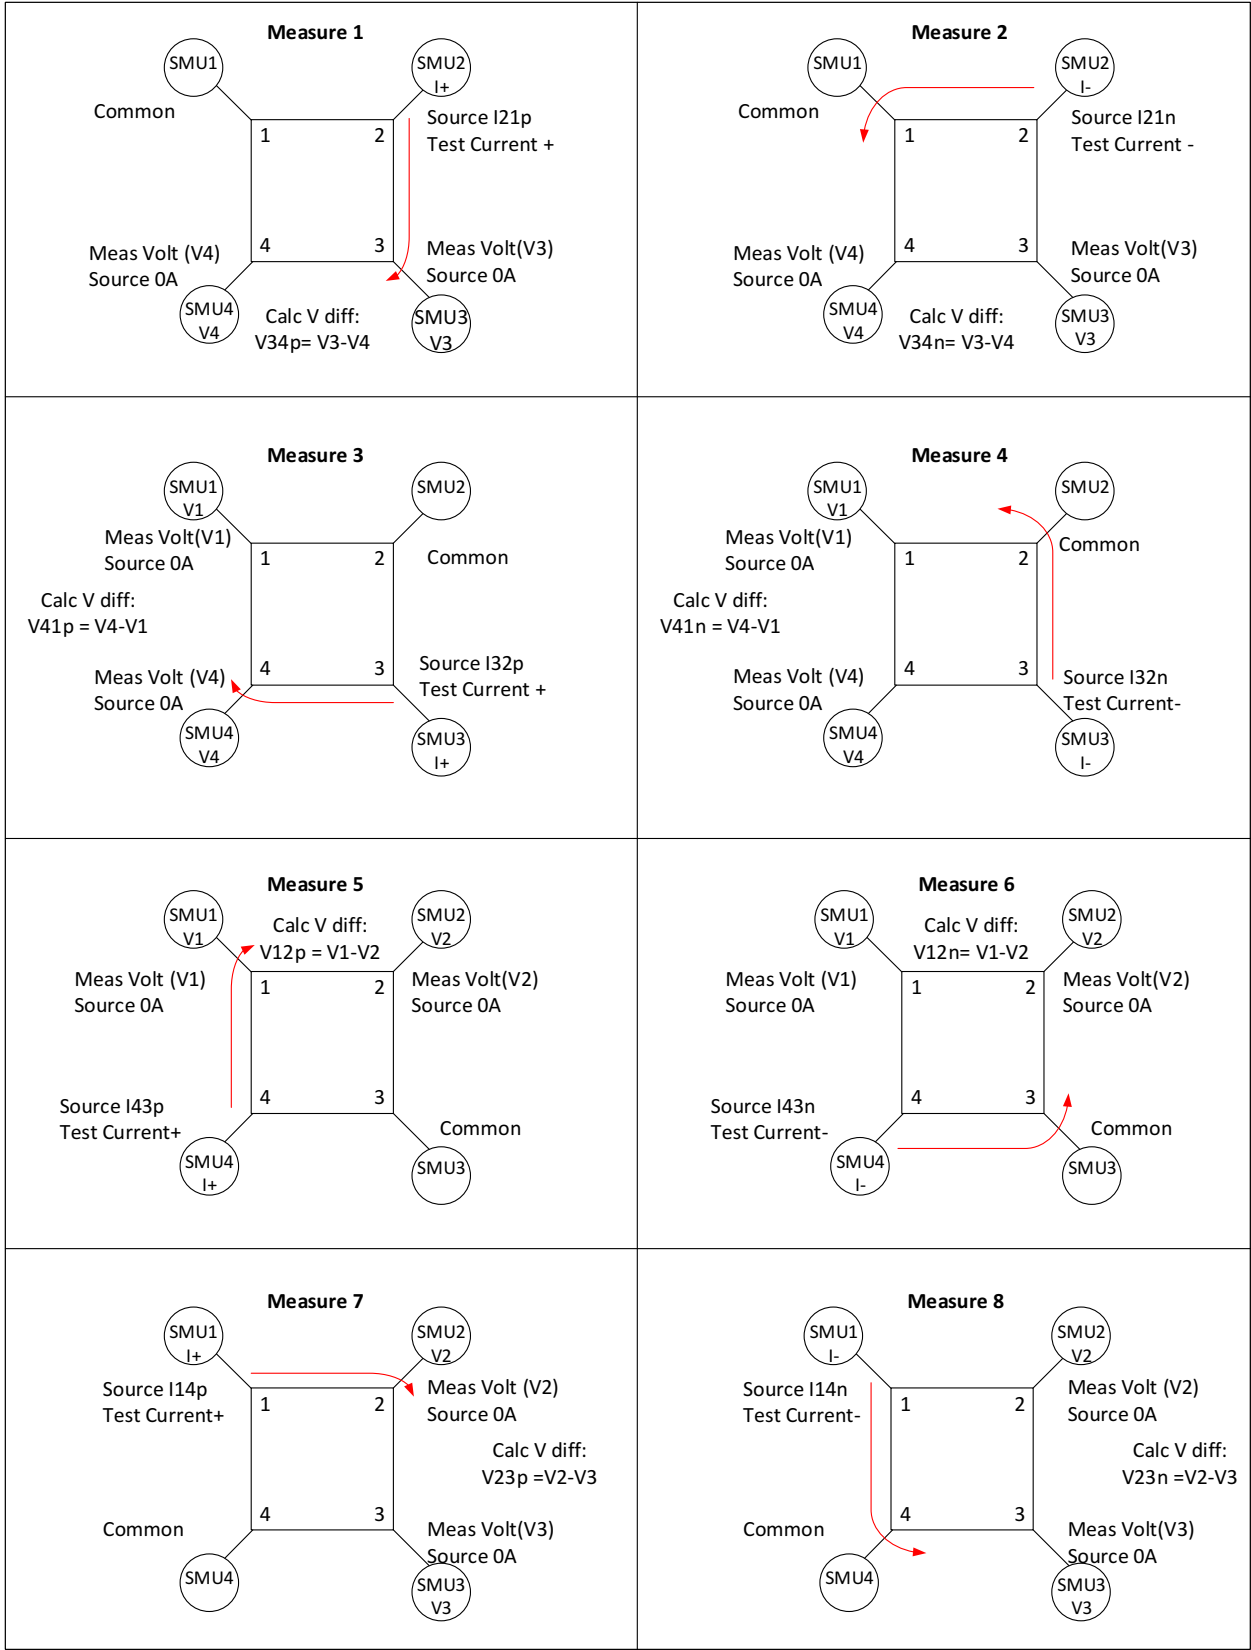 Measure 1
SMU1
SMU2
I+
Common
Source I21p
Test Current +
1
2
Meas Volt (V4)
Source 0A
4
3
Meas Volt(V3)
Source 0A
SMU4
V4
Calc V diff:
V34p= V3-V4
SMU3
V3
Measure 2
SMU1
SMU2
I-
Common
Source I21n
Test Current -
1
2
Meas Volt (V4)
Source 0A
4
3
Meas Volt(V3)
Source 0A
SMU4
V4
Calc V diff:
V34n= V3-V4
SMU3
V3
Measure 3
SMU1
V1
SMU2
Meas Volt(V1)
Source 0A
1
2
Common
Calc V diff:
V41p = V4-V1
Meas Volt (V4)
Source 0A
4
3
Source I32p
Test Current +
SMU4
V4
SMU3
I+
Measure 4
SMU1
V1
SMU2
Meas Volt(V1)
Source 0A
1
2
Common
Calc V diff:
V41n = V4-V1
Meas Volt (V4)
Source 0A
4
3
Source I32n
Test Current-
SMU4
V4
SMU3
I-
Measure 5
SMU1
V1
Calc V diff:
V12p = V1-V2
SMU2
V2
Meas Volt (V1)
Source 0A
1
2
Meas Volt(V2)
Source 0A
Source I43p
Test Current+
4
3
Common
SMU4
I+
SMU3
Measure 6
SMU1
V1
Calc V diff:
V12n= V1-V2
SMU2
V2
Meas Volt (V1)
Source 0A
1
2
Meas Volt(V2)
Source 0A
Source I43n
Test Current-
4
3
Common
SMU4
I-
SMU3
Measure 7
SMU1
I+
SMU2
V2
Source I14p
Test Current+
1
2
Meas Volt (V2)
Source 0A
Calc V diff:
V23p =V2-V3
Common
4
3
Meas Volt(V3)
Source 0A
SMU4
SMU3
V3
Measure 8
SMU1
I-
SMU2
V2
Source I14n
Test Current-
1
2
Meas Volt (V2)
Source 0A
Calc V diff:
V23n =V2-V3
Common
4
3
Meas Volt(V3)
Source 0A
SMU4
SMU3
V3